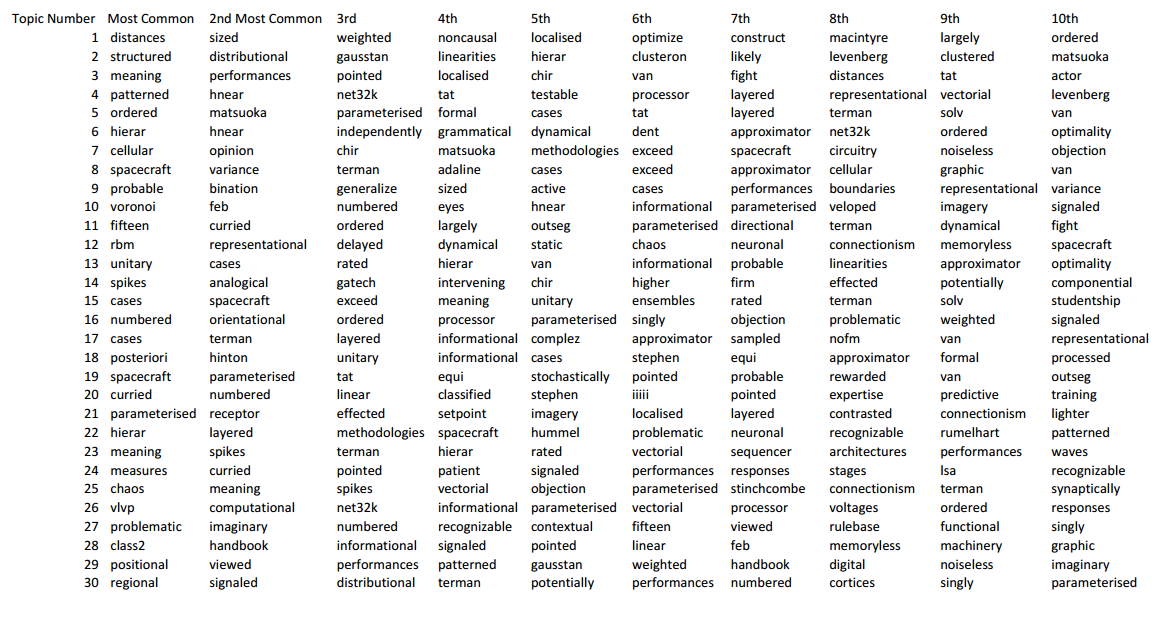 Topic Number Most Common 2nd Most Common 3rd 4th 5th 6th 7th 8th 9th 10th
1 distances sized weighted noncausal localised optimize construct macintyre largely ordered
2 structured distributional gausstan linearities hierar clusteron likely levenberg clustered matsuoka
3 meaning performances pointed localised chir van fight distances tat actor
4 patterned hnear net32k tat testable processor layered representational vectorial levenberg
5 ordered matsuoka parameterised formal cases tat layered terman solv van
6 hierar hnear independently grammatical dynamical dent approximator net32k ordered optimality
7 cellular opinion chir matsuoka methodologies exceed spacecraft circuitry noiseless objection
8 spacecraft variance terman adaline cases exceed approximator cellular graphic van
9 probable bination generalize sized active cases performances boundaries representational variance
10 voronoi feb numbered eyes hnear informational parameterised veloped imagery signaled
11 fifteen curried ordered largely outseg parameterised directional terman dynamical fight
12 rbm representational delayed dynamical static chaos neuronal connectionism memoryless spacecraft
13 unitary cases rated hierar van informational probable linearities approximator optimality
14 spikes analogical gatech intervening chir higher firm effected potentially componential
15 cases spacecraft exceed meaning unitary ensembles rated terman solv studentship
16 numbered orientational ordered processor parameterised singly objection problematic weighted signaled
17 cases terman layered informational complez approximator sampled nofm van representational
18 posteriori hinton unitary informational cases stephen equi approximator formal processed
19 spacecraft parameterised tat equi stochastically pointed probable rewarded van outseg
20 curried numbered linear classified stephen iiiii pointed expertise predictive training
21 parameterised receptor effected setpoint imagery localised layered contrasted connectionism lighter
22 hierar layered methodologies spacecraft hummel problematic neuronal recognizable rumelhart patterned
23 meaning spikes terman hierar rated vectorial sequencer architectures performances waves
24 measures curried pointed patient signaled performances responses stages lsa recognizable
25 chaos meaning spikes vectorial objection parameterised stinchcombe connectionism terman synaptically
26 vlvp computational net32k informational parameterised vectorial processor voltages ordered responses
27 problematic imaginary numbered recognizable contextual fifteen viewed rulebase functional singly
28 class2 handbook informational signaled pointed linear feb memoryless machinery graphic
29 positional viewed performances patterned gausstan weighted handbook digital noiseless imaginary
30 regional signaled distributional terman potentially performances numbered cortices singly parameterised